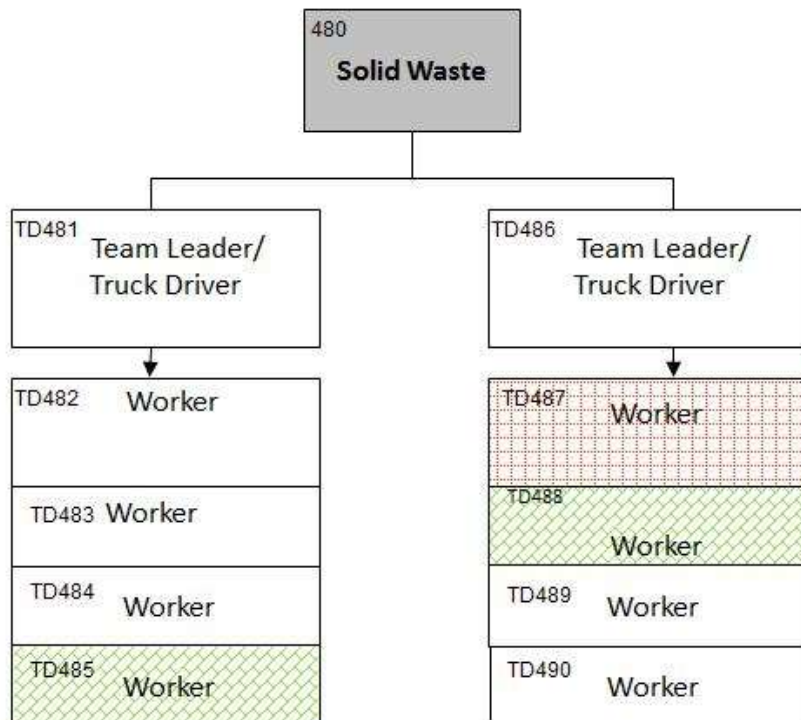 480
Solid Waste
TD481
Team Leader/
Truck Driver
TD482
Worker
TD483 Worker
TD484
Worker
TD485
Worker
TD486
Team Leader/
Truck Driver
TD487
Worker
TD488
Worker
TD489
Worker
TD490
Worker